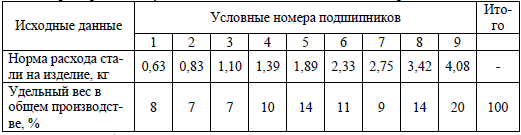 Исходные данные Условные номера подшипников Ито-
го
1 2 3 4 5 6 7 8 9
Норма расхода ста-
ли на изделие, кг 0,63 0,83 1,10 1,39 1,89 2,33 2,75 3,42 4,08 -
Удельный вес в
общем производст-
ве, % 8 7 7 10 14 11 9 14 20 100